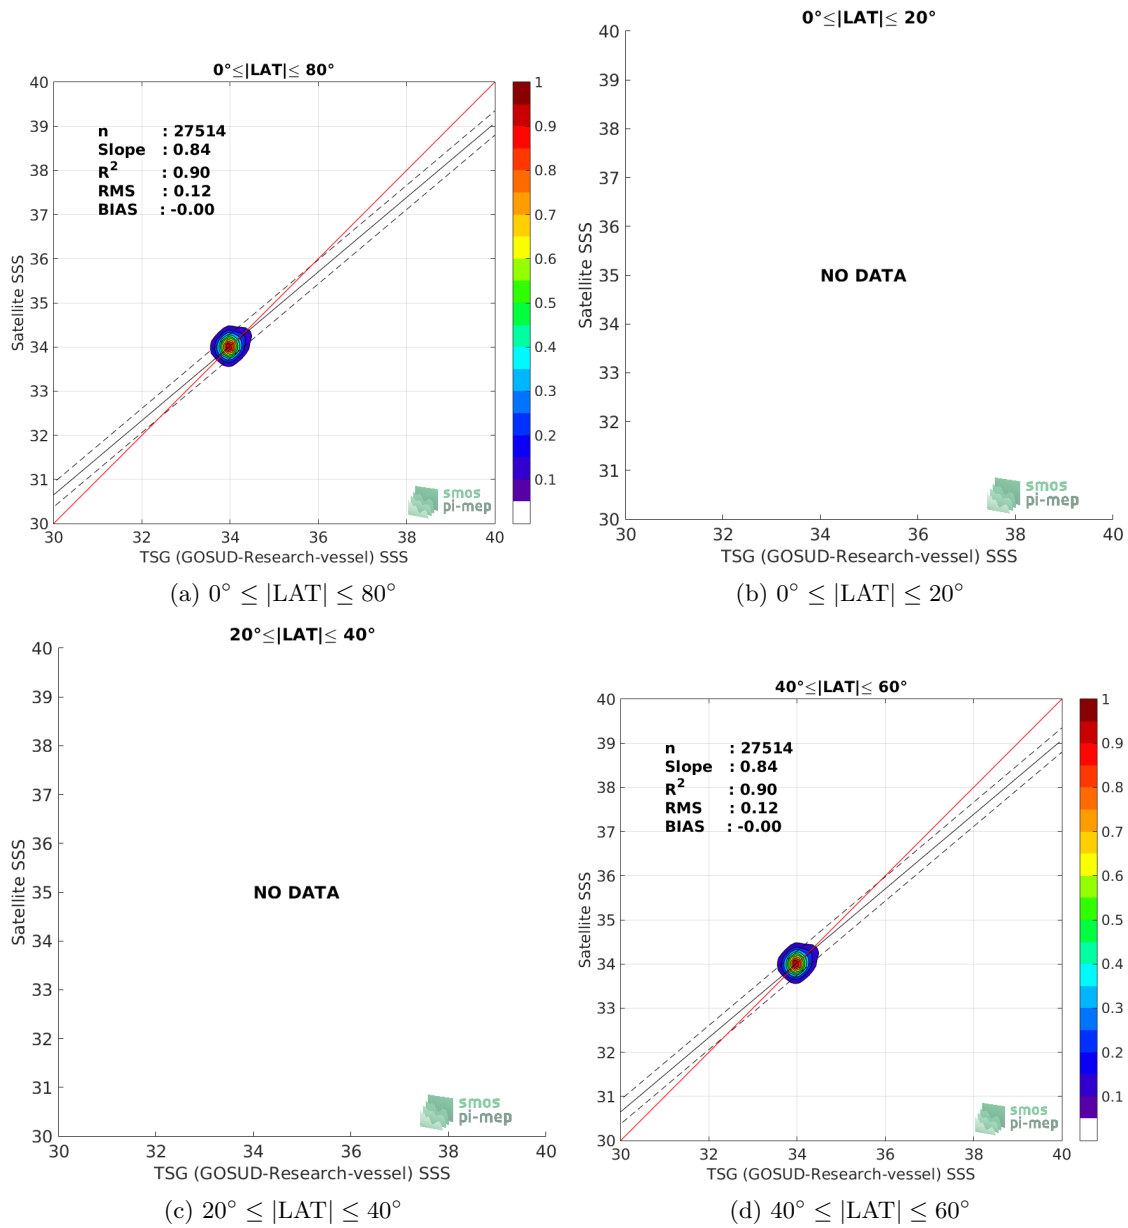 0°≤|LAT|≤ 80°
40
39
38
37
36
35
34
33
32
31
30
n : 27514
Slope : 0.84
R2 : 0.90
RMS : 0.12
BIAS : -0.00
Satellite SSS
smos
pi-mep
30 32 34 36 38 40
TSG (GOSUD-Research-vessel) SSS
1
0.9
0.8
0.7
0.6
0.5
0.4
0.3
0.2
0.1
(a) 0° ≤ |LAT| ≤ 80°
0°≤|LAT|≤ 20°
40
39
38
37
36
35
34
33
32
31
30
Satellite SSS
NO DATA
smos
pi-mep
30 32 34 36 38 40
TSG (GOSUD-Research-vessel) SSS
(b) 0° ≤ |LAT| ≤ 20°
20°≤|LAT|≤ 40°
40
39
38
37
36
35
34
33
32
31
30
Satellite SSS
NO DATA
smos
pi-mep
30 32 34 36 38 40
TSG (GOSUD-Research-vessel) SSS
(c) 20° ≤ |LAT| ≤ 40°
40°≤|LAT|≤ 60°
40
39
38
37
36
35
34
33
32
31
30
n : 27514
Slope : 0.84
R2 : 0.90
RMS : 0.12
BIAS : -0.00
Satellite SSS
smos
pi-mep
30 32 34 36 38 40
TSG (GOSUD-Research-vessel) SSS
1
0.9
0.8
0.7
0.6
0.5
0.4
0.3
0.2
0.1
(d) 40° ≤ |LAT| ≤ 60°